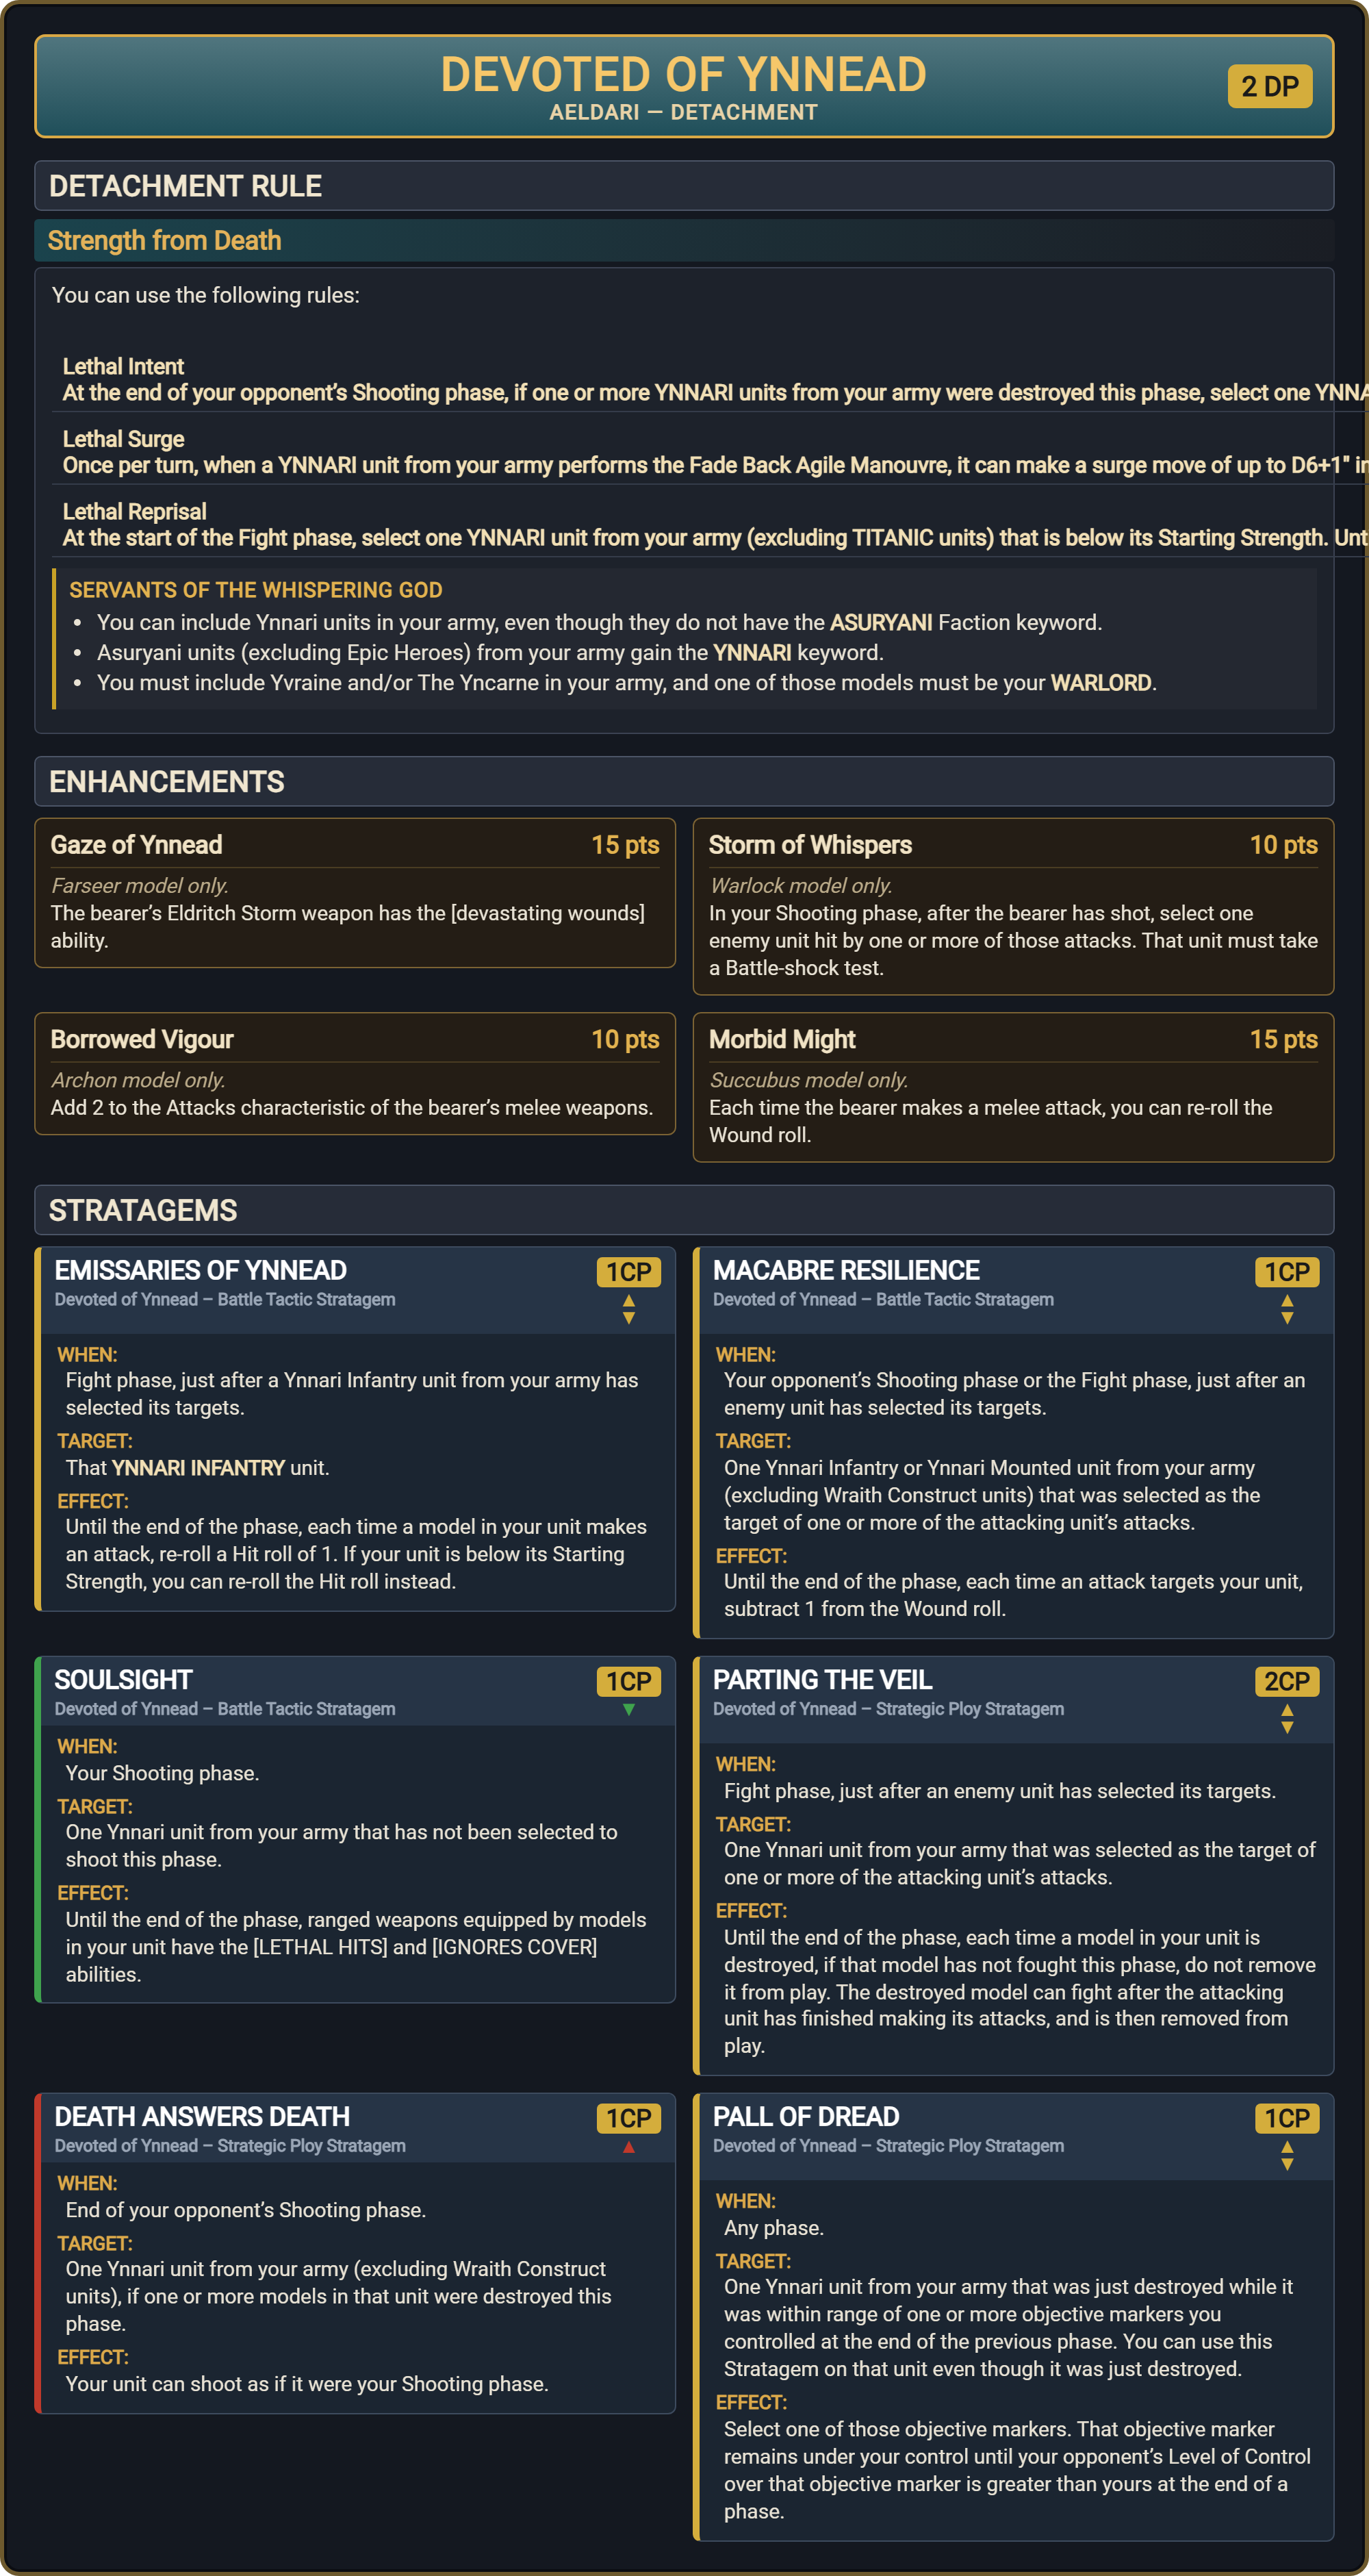 DEVOTED OF YNNEAD
AELDARI — DETACHMENT
2 DP
DETACHMENT RULE
Strength from Death
You can use the following rules:
Lethal Intent
At the end of your opponent’s Shooting phase, if one or more YNNARI units from your army were destroyed this phase, select one
Lethal Surge
Once per turn, when a YNNARI unit from your army performs the Fade Back Agile Manouvre, it can make a surge move of up to D6+1"
Lethal Reprisal
At the start of the Fight phase, select one YNNARI unit from your army (excluding TITANIC units) that is below its Starting Strength.
SERVANTS OF THE WHISPERING GOD
• You can include Ynnari units in your army, even though they do not have the ASURYANI Faction keyword.
• Asuryani units (excluding Epic Heroes) from your army gain the YNNARI keyword.
• You must include Yvraine and/or The Yncarne in your army, and one of those models must be your WARLORD.
ENHANCEMENTS
Gaze of Ynnead 15 pts
Farseer model only.
The bearer’s Eldritch Storm weapon has the [devastating wounds]
ability.
Storm of Whispers 10 pts
Warlock model only.
In your Shooting phase, after the bearer has shot, select one
enemy unit hit by one or more of those attacks. That unit must take
a Battle-shock test.
Borrowed Vigour 10 pts
Archon model only.
Add 2 to the Attacks characteristic of the bearer’s melee weapons.
Morbid Might 15 pts
Succubus model only.
Each time the bearer makes a melee attack, you can re-roll the
Wound roll.
STRATAGEMS
EMISSARIES OF YNNEAD 1CP
Devoted of Ynnead – Battle Tactic Stratagem
▲
▼
WHEN:
Fight phase, just after a Ynnari Infantry unit from your army has
selected its targets.
TARGET:
That YNNARI INFANTRY unit.
EFFECT:
Until the end of the phase, each time a model in your unit makes
an attack, re-roll a Hit roll of 1. If your unit is below its Starting
Strength, you can re-roll the Hit roll instead.
MACABRE RESILIENCE 1CP
Devoted of Ynnead – Battle Tactic Stratagem
▲
▼
WHEN:
Your opponent’s Shooting phase or the Fight phase, just after an
enemy unit has selected its targets.
TARGET:
One Ynnari Infantry or Ynnari Mounted unit from your army
(excluding Wraith Construct units) that was selected as the
target of one or more of the attacking unit’s attacks.
EFFECT:
Until the end of the phase, each time an attack targets your unit,
subtract 1 from the Wound roll.
SOULSIGHT 1CP
Devoted of Ynnead – Battle Tactic Stratagem
▼
WHEN:
Your Shooting phase.
TARGET:
One Ynnari unit from your army that has not been selected to
shoot this phase.
EFFECT:
Until the end of the phase, ranged weapons equipped by models
in your unit have the [LETHAL HITS] and [IGNORES COVER]
abilities.
PARTING THE VEIL 2CP
Devoted of Ynnead – Strategic Ploy Stratagem
▲
▼
WHEN:
Fight phase, just after an enemy unit has selected its targets.
TARGET:
One Ynnari unit from your army that was selected as the target of
one or more of the attacking unit’s attacks.
EFFECT:
Until the end of the phase, each time a model in your unit is
destroyed, if that model has not fought this phase, do not remove
it from play. The destroyed model can fight after the attacking
unit has finished making its attacks, and is then removed from
play.
DEATH ANSWERS DEATH 1CP
Devoted of Ynnead – Strategic Ploy Stratagem
▲
WHEN:
End of your opponent’s Shooting phase.
TARGET:
One Ynnari unit from your army (excluding Wraith Construct
units), if one or more models in that unit were destroyed this
phase.
EFFECT:
Your unit can shoot as if it were your Shooting phase.
PALL OF DREAD 1CP
Devoted of Ynnead – Strategic Ploy Stratagem
▲
▼
WHEN:
Any phase.
TARGET:
One Ynnari unit from your army that was just destroyed while it
was within range of one or more objective markers you
controlled at the end of the previous phase. You can use this
Stratagem on that unit even though it was just destroyed.
EFFECT:
Select one of those objective markers. That objective marker
remains under your control until your opponent’s Level of Control
over that objective marker is greater than yours at the end of a
phase.